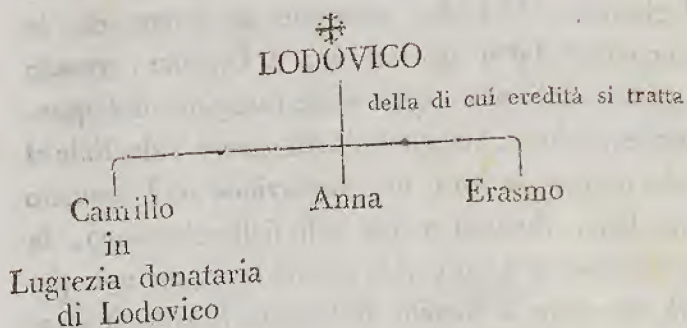 LODOVICO
della di cui eredità si tratta
Camillo
Anna
Erasmo
in
Lugrezia donataria
di Lodovico